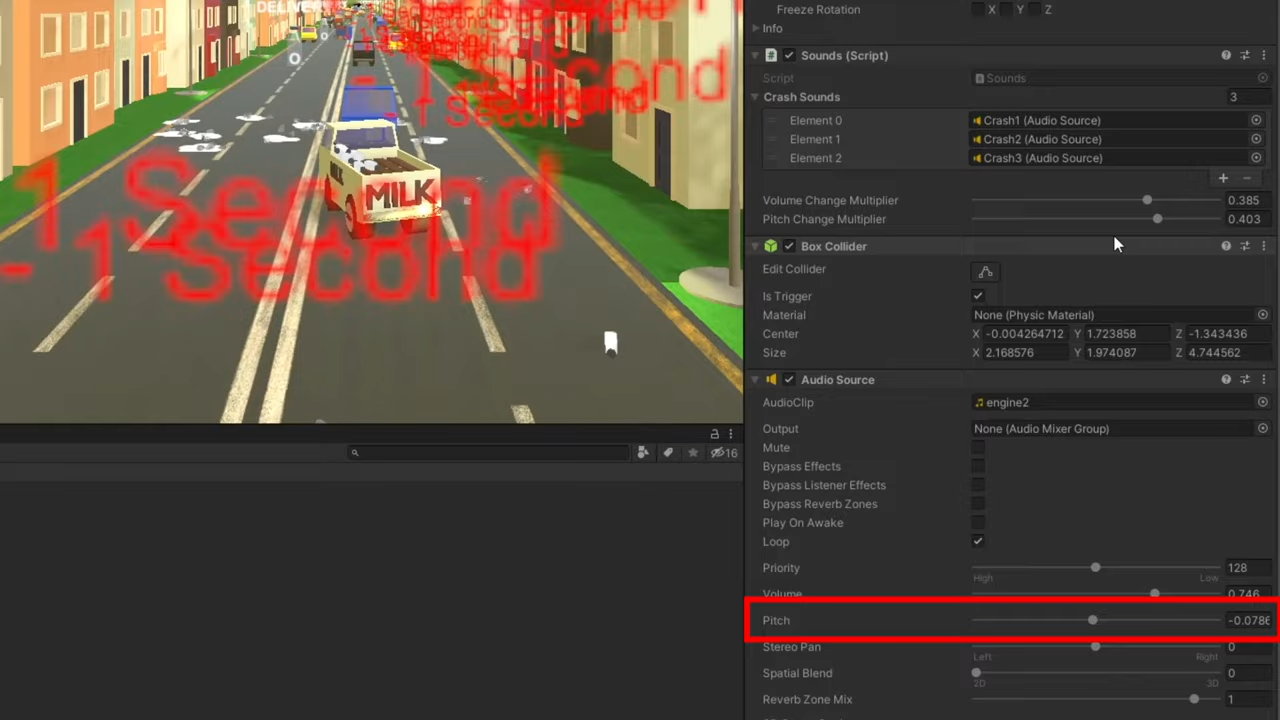 Freeze Rotation X Y Z
Info
Sounds (Script)
Script Sounds
Crash Sounds 3
Element 0 Crash1 (Audio Source)
Element 1 Crash2 (Audio Source)
Element 2 Crash3 (Audio Source)
Volume Change Multiplier 0.385
Pitch Change Multiplier 0.403
Box Collider
Edit Collider
Is Trigger
Material None (Physic Material)
Center X -0.004264712 Y 1.723858 Z -1.343436
Size X 2.168576 Y 1.974087 Z 4.744562
Audio Source
AudioClip engine2
Output None (Audio Mixer Group)
Mute
Bypass Effects
Bypass Listener Effects
Bypass Reverb Zones
Play On Awake
Loop
Priority 128
High Low
Volume 0.746
Pitch -0.0786
Stereo Pan 0
Left Right
Spatial Blend 0
2D 3D
Reverb Zone Mix 1
DELIVERY
- 1 Second
MILK
1 Second
- 1 Second
16